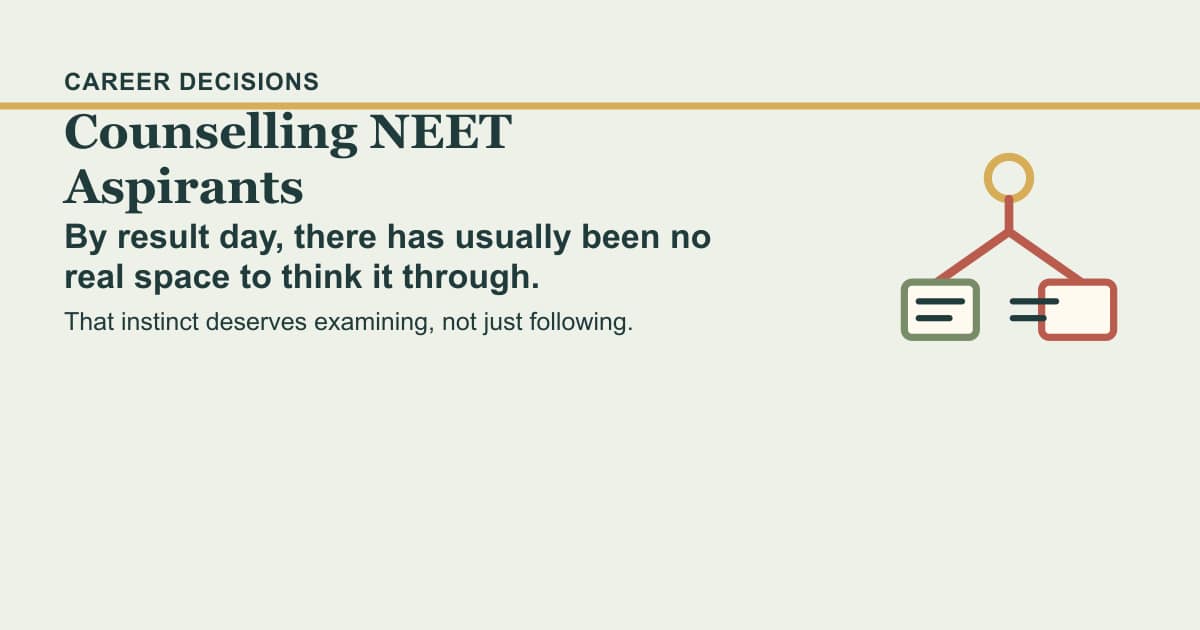 CAREER DECISIONS
Counselling NEET
Aspirants
By result day, there has usually been no
real space to think it through.
That instinct deserves examining, not just following.